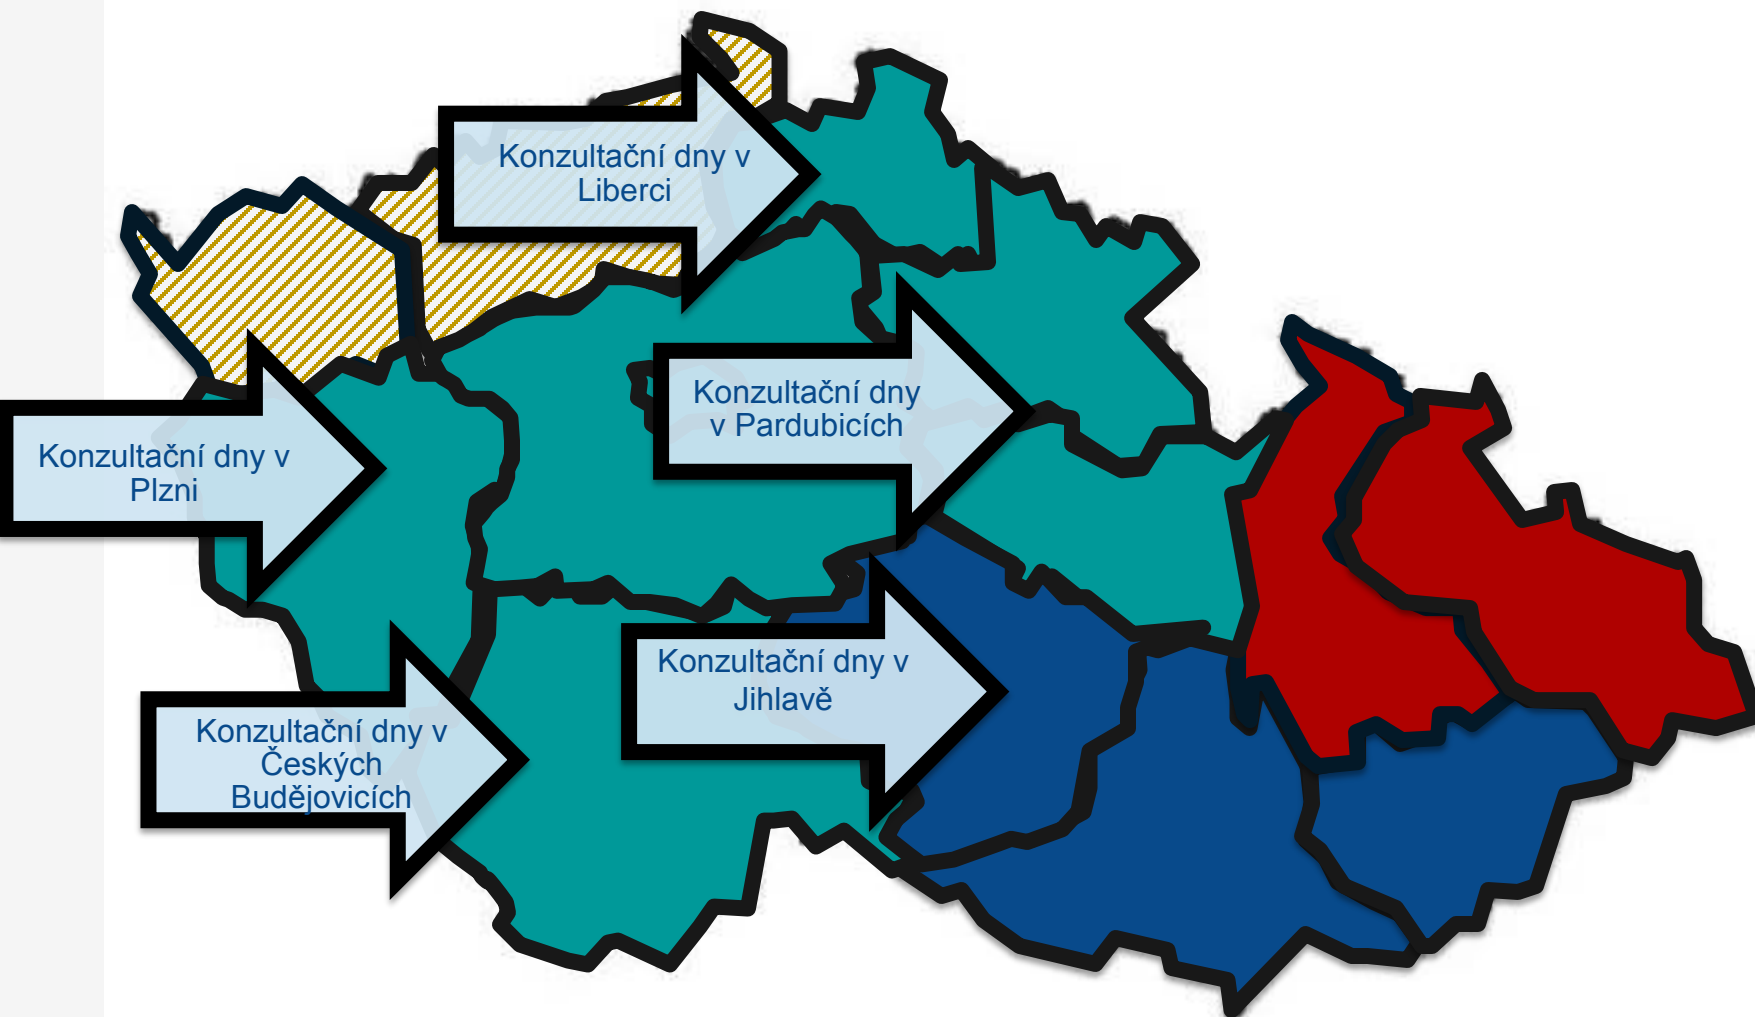 Konzultační dny v
Liberci
Konzultační dny
v Pardubicích
Konzultační dny v
Plzni
Konzultační dny v
Jihlavě
Konzultační dny v
Českých
Budějovicích